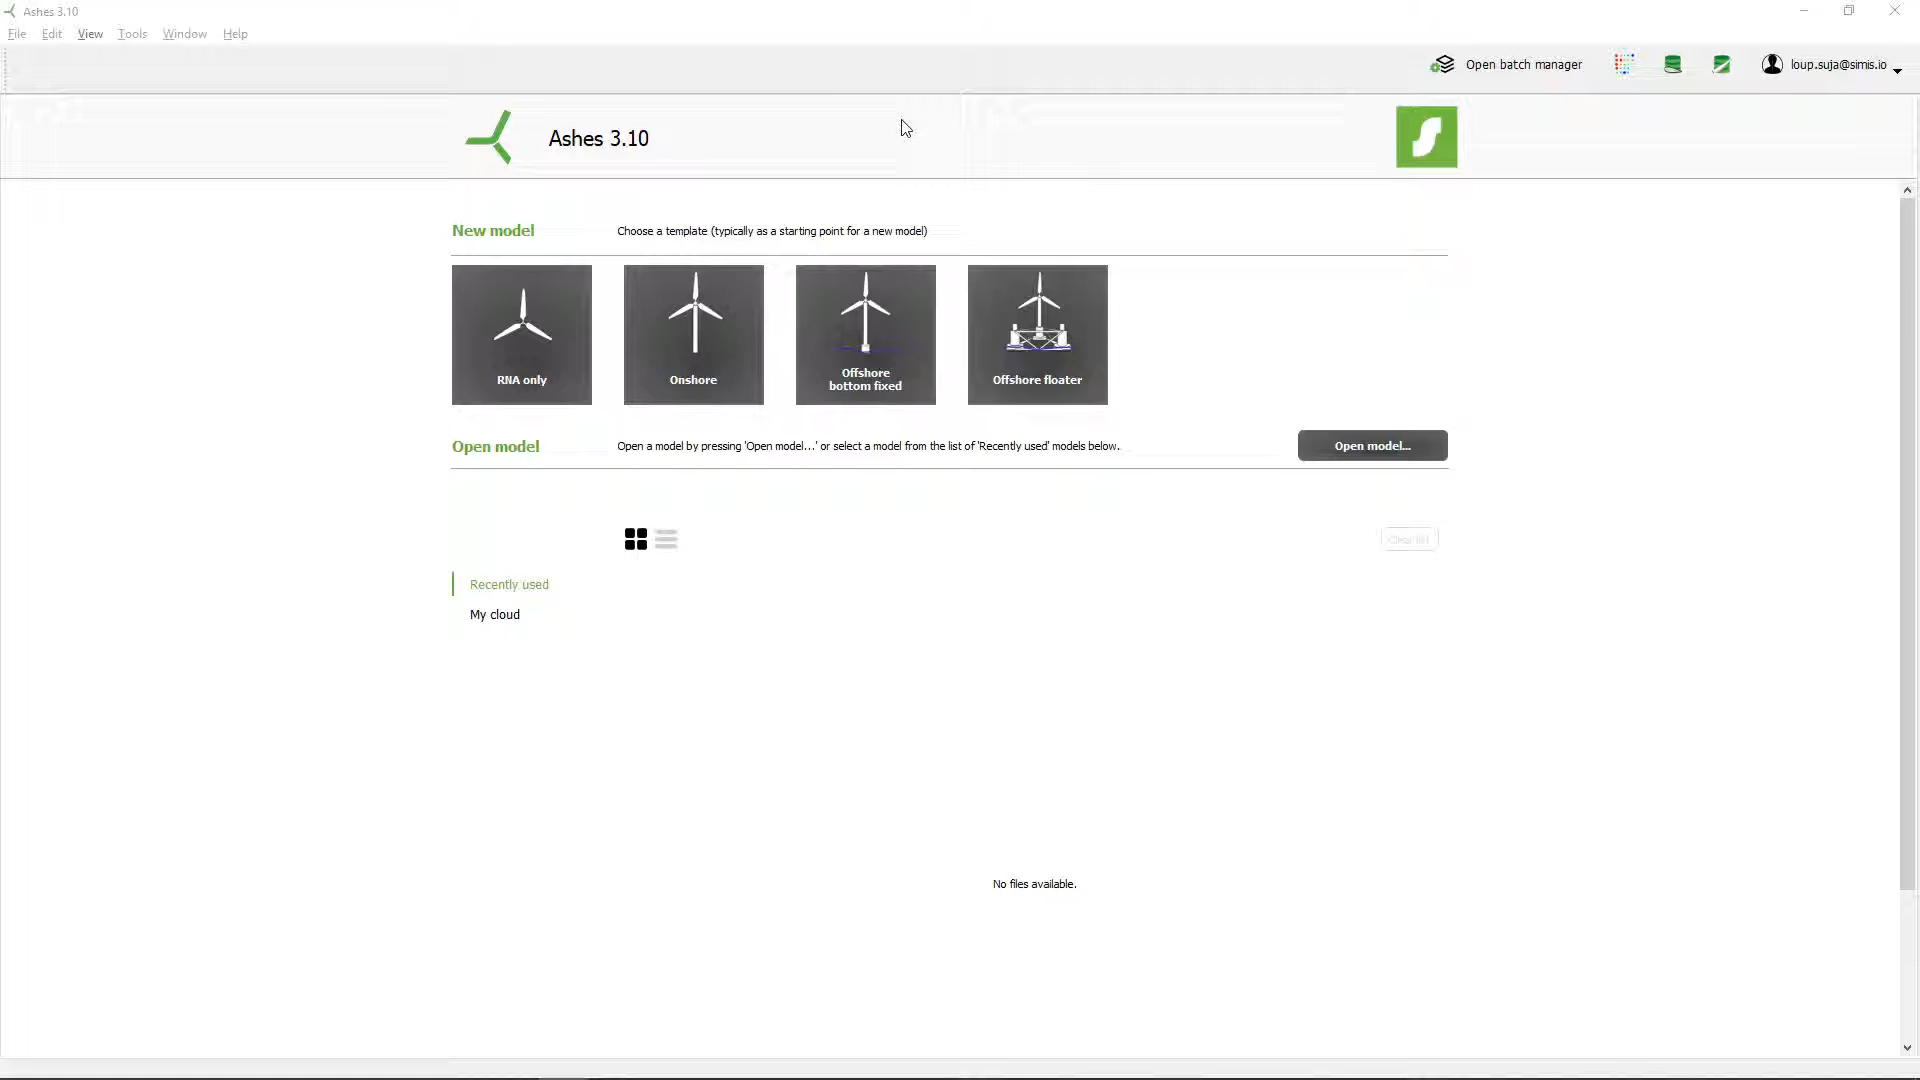 Ashes 3.10
File Edit View Tools Window Help
Open batch manager
loup.suja@simis.io
Ashes 3.10
New model
Choose a template (typically as a starting point for a new model)
RNA only
Onshore
Offshore
bottom fixed
Offshore floater
Open model
Open a model by pressing 'Open model...' or select a model from the list of 'Recently used' models below.
Open model...
Clear list
Recently used
My cloud
No files available.